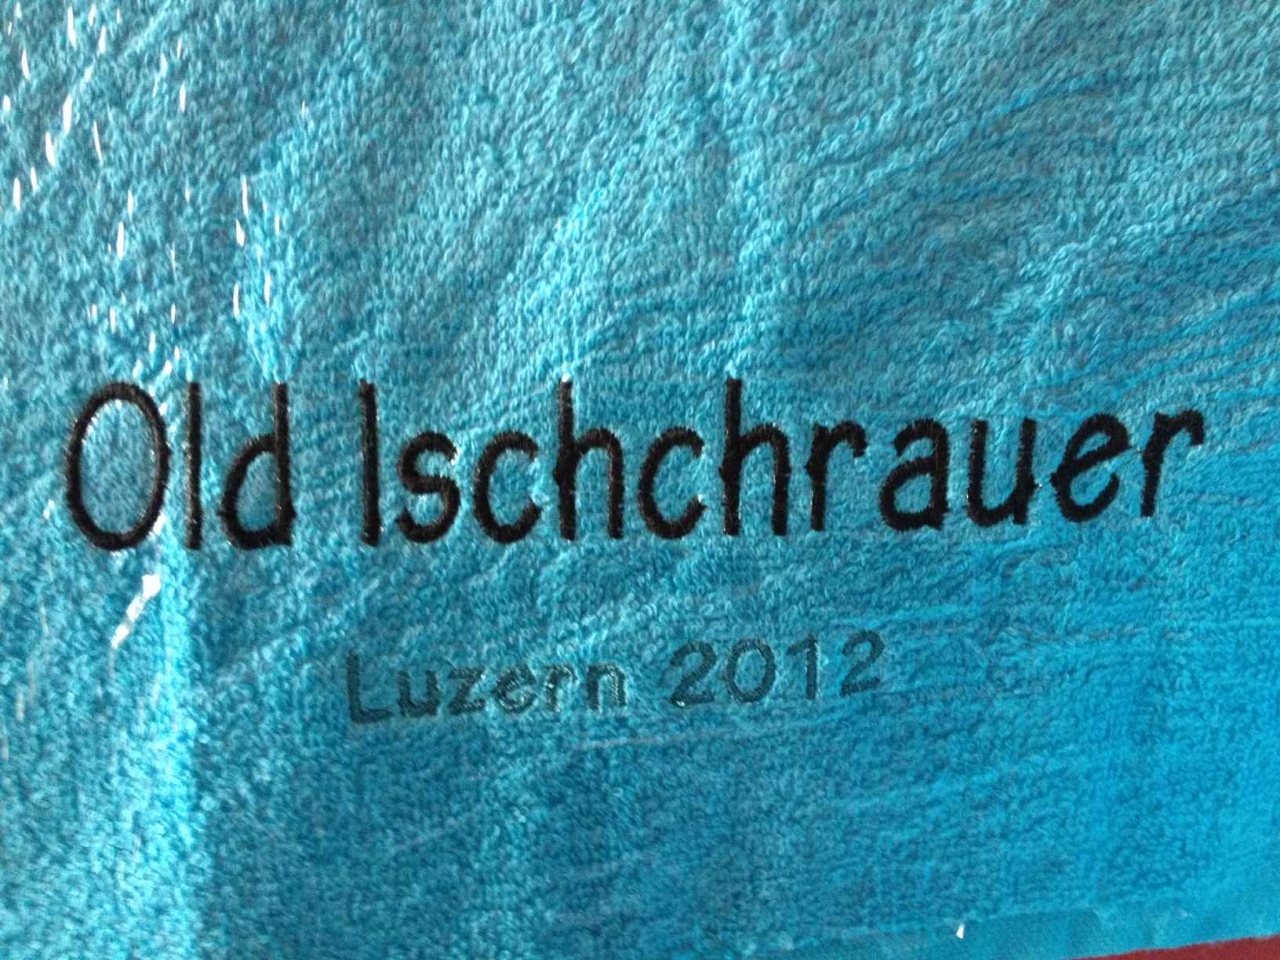 Old Ischchrauer
Luzern 2012